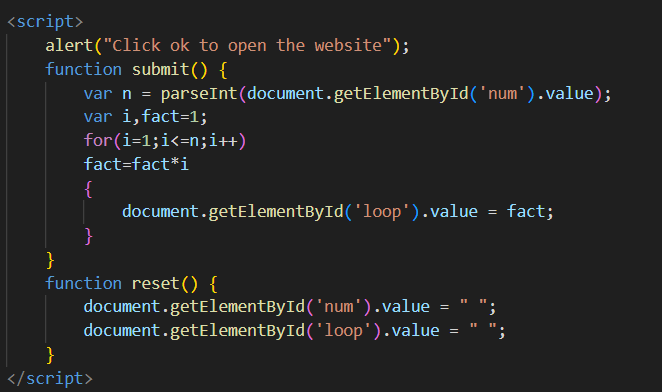 <script>
    alert("Click ok to open the website");
    function submit() {
        var n = parseInt(document.getElementById('num').value);
        var i,fact=1;
        for(i=1;i<=n;i++)
        fact=fact*i
        {
            document.getElementById('loop').value = fact;
        }
    }
    function reset() {
        document.getElementById('num').value = " ";
        document.getElementById('loop').value = " ";
    }
</script>